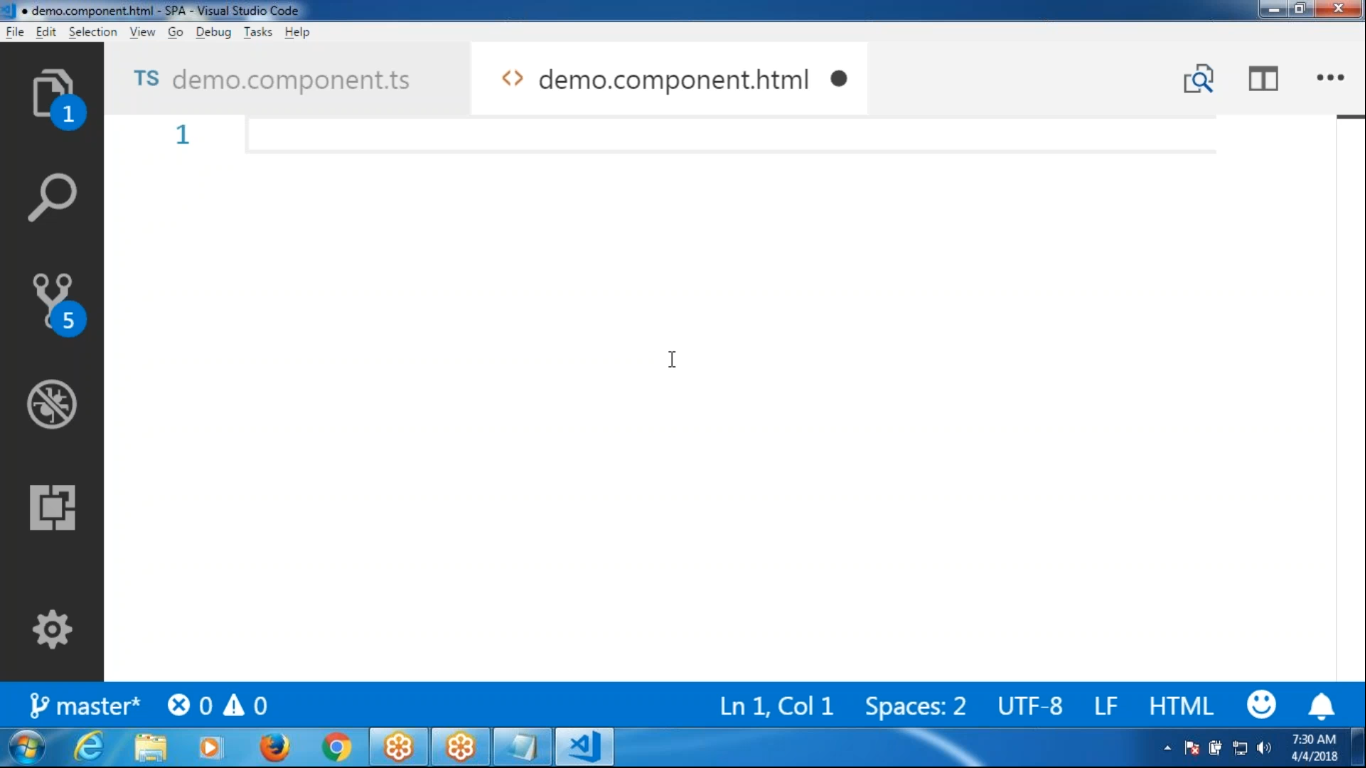 ● demo.component.html - SPA - Visual Studio Code
File Edit Selection View Go Debug Tasks Help
TS demo.component.ts <> demo.component.html ●
1
1
5
master* 0 0 Ln 1, Col 1 Spaces: 2 UTF-8 LF HTML
7:30 AM
4/4/2018